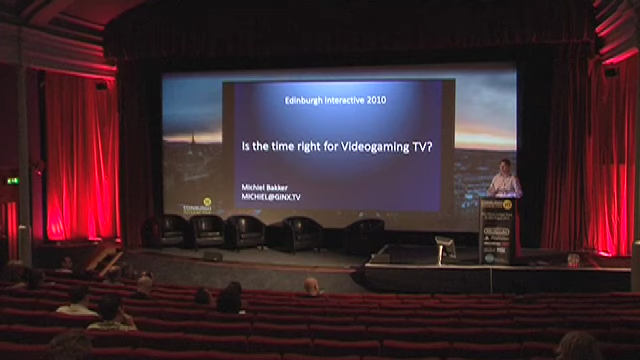 Edinburgh Interactive 2010
Is the time right for Videogaming TV?
Michiel Bakker
MICHIEL@GINX.TV